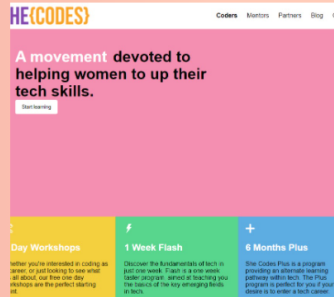 HE{CODES}
Coders Mentors Partners Blog
A movement devoted to
helping women to up their
tech skills.
Start learning
Day Workshops
1 Week Flash
6 Months Plus
hether you're interested in coding as
career, or just looking to see what
all about, our free one day
rkshops are the perfect starting
Discover the fundamentals of tech in
just one week. Flash is a one week
faster program aimed at teaching you
the basics of the key emerging fields
in tech.
She Codes Plus is a program
providing an alternate learning
pathway within tech. The Plus
program is perfect for you if your
desire is to enter a tech career